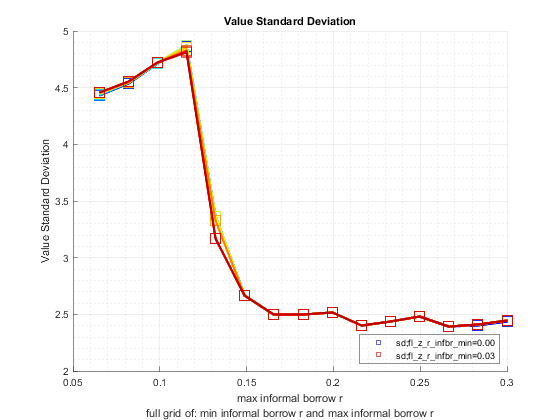 Value Standard Deviation
5
4.5
4
3.5
3
2.5
2
Value Standard Deviation
sd;fl_z_r_infbr_min=0.00
sd;fl_z_r_infbr_min=0.03
0.05
0.1
0.15
0.2
0.25
0.3
max informal borrow r
full grid of: min informal borrow r and max informal borrow r